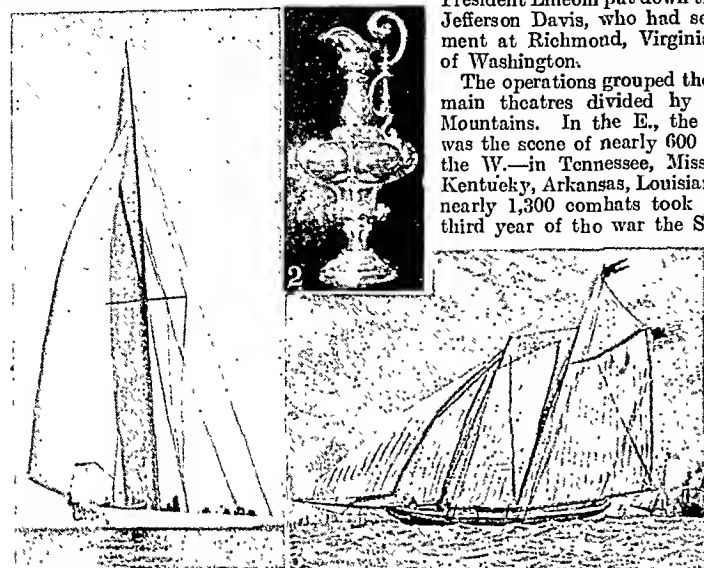 President Lincoln put down t
Jefferson Davis, who had se
ment at Richmond, Virginia
of Washington.
The operations grouped the
main theatres divided by
Mountains. In the E., the
was the scene of nearly 600
the W.—in Tennessee, Miss
Kentucky, Arkansas, Louisian
nearly 1,300 combats took
third year of the war the S
2